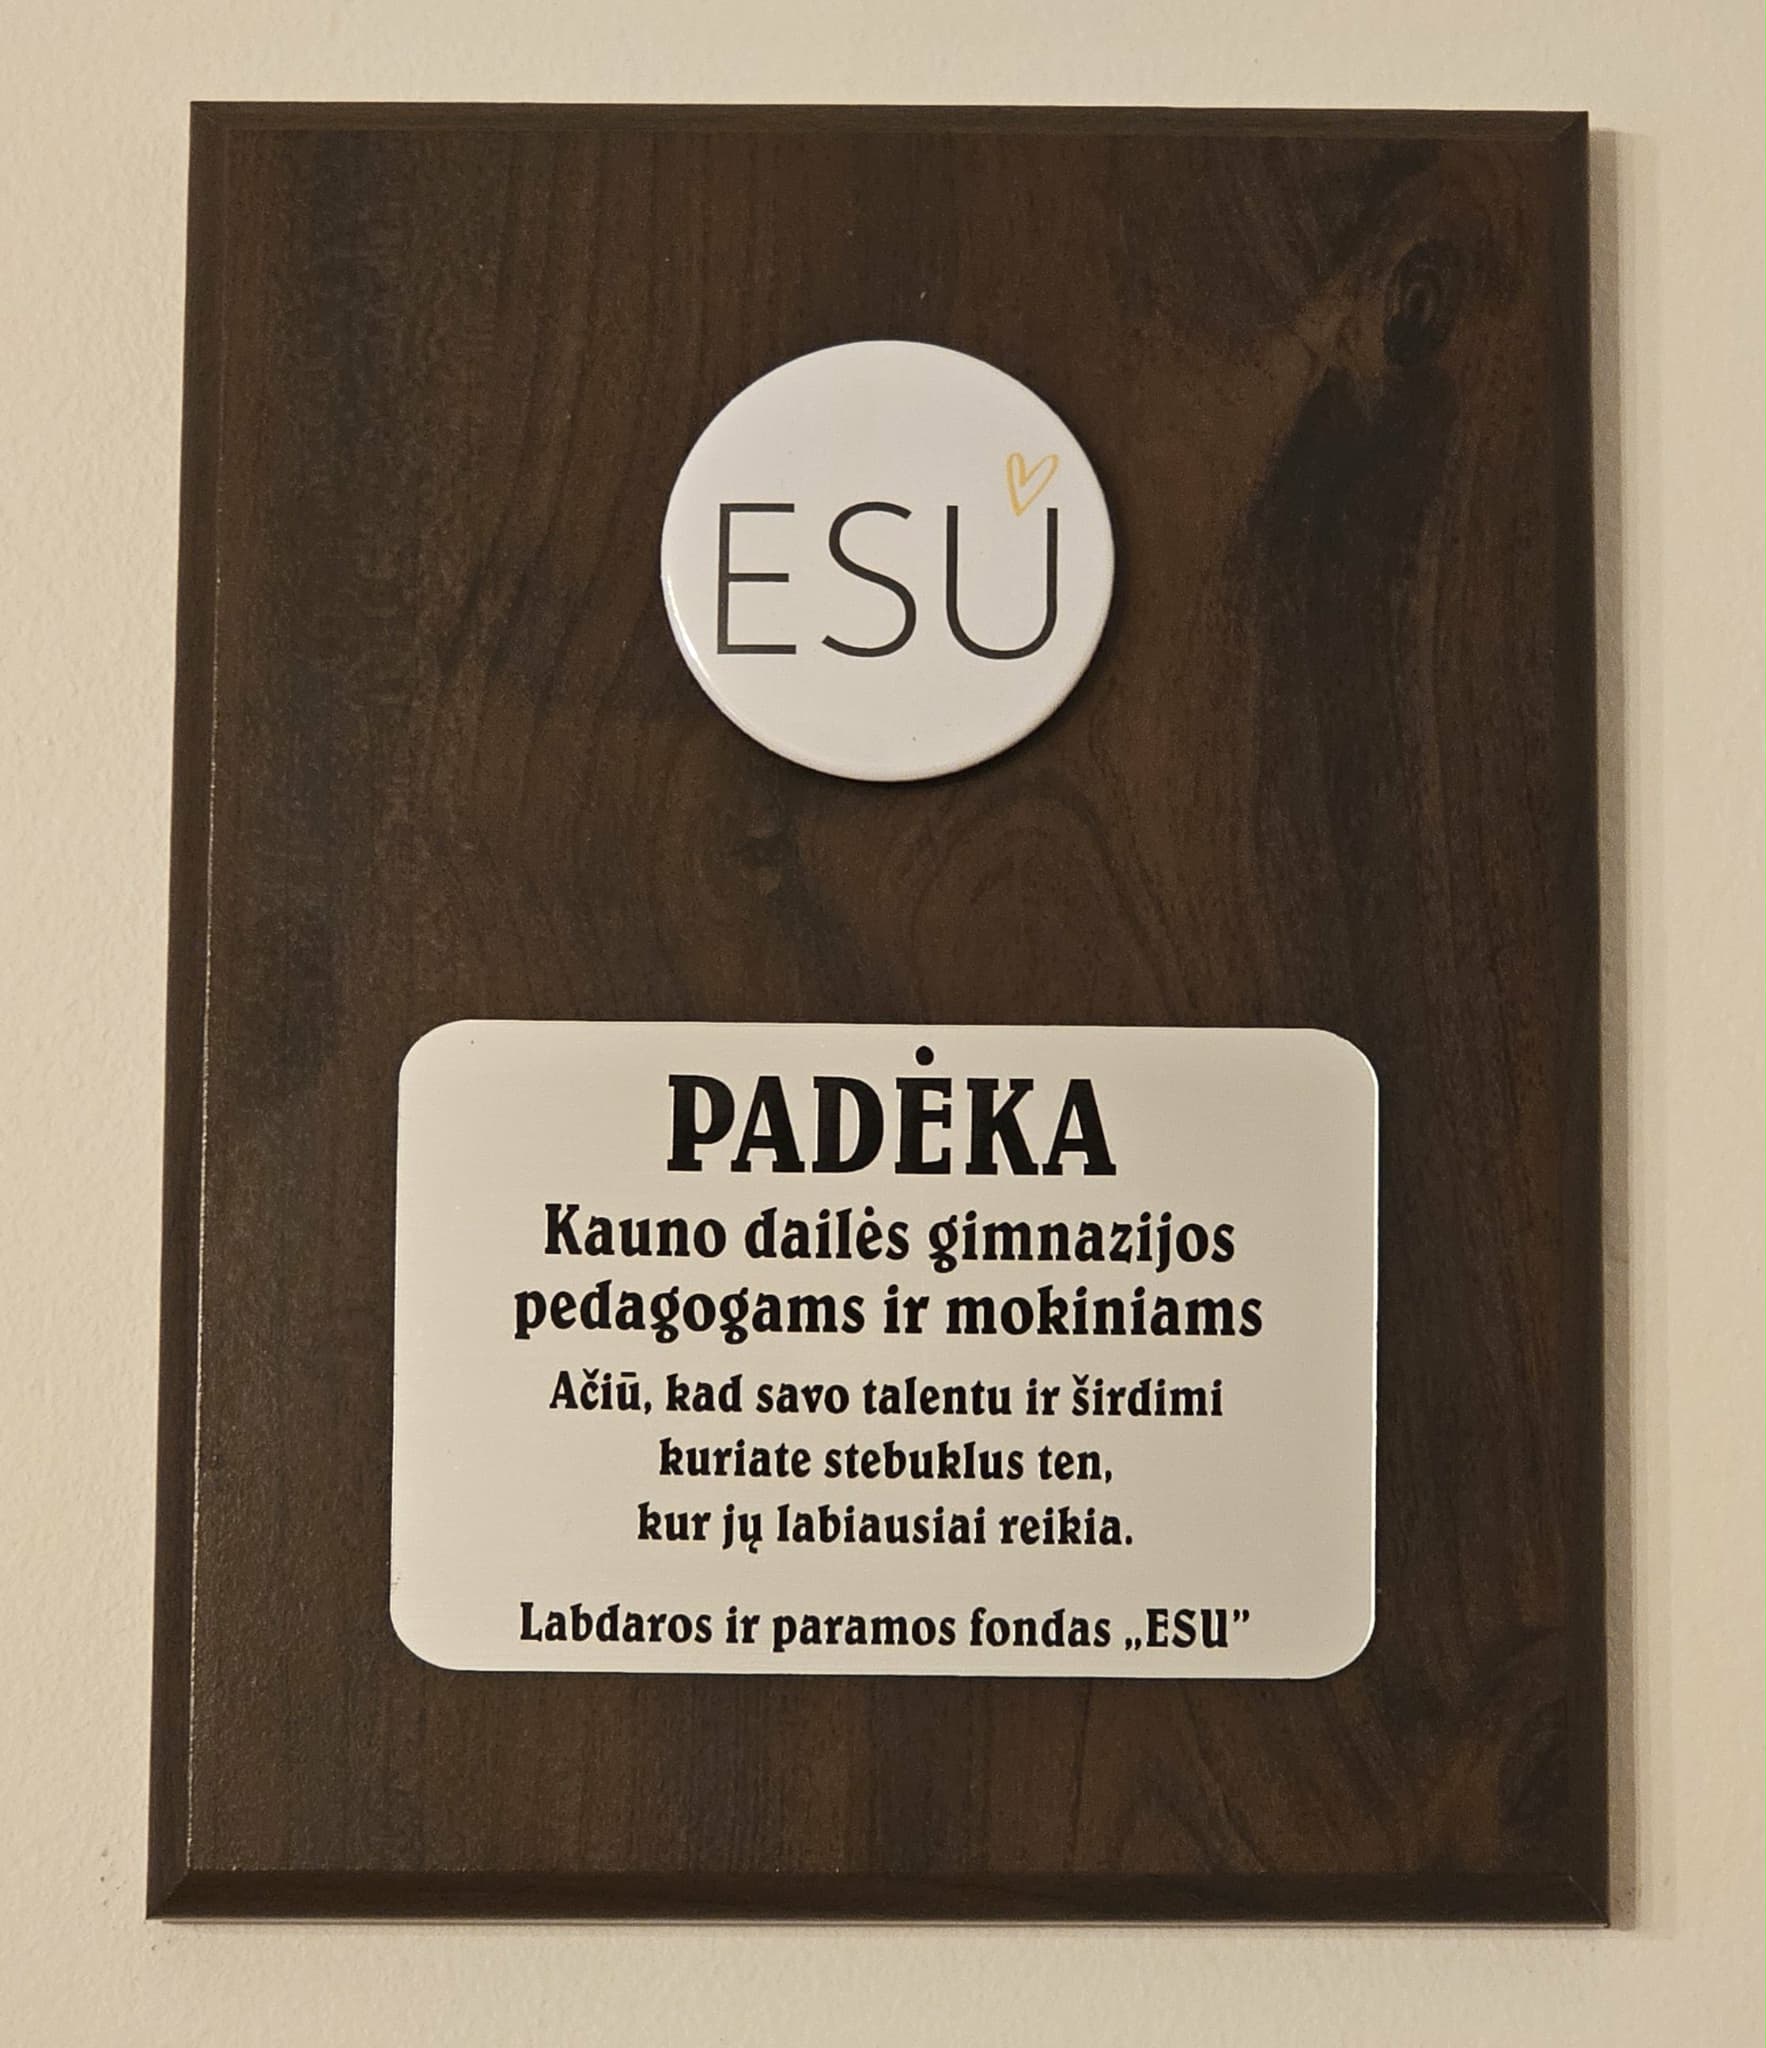 ESU
PADĖKA
Kauno dailės gimnazijos
pedagogams ir mokiniams
Ačiū, kad savo talentu ir širdimi
kuriate stebuklus ten,
kur jų labiausiai reikia.
Labdaros ir paramos fondas „ESU”